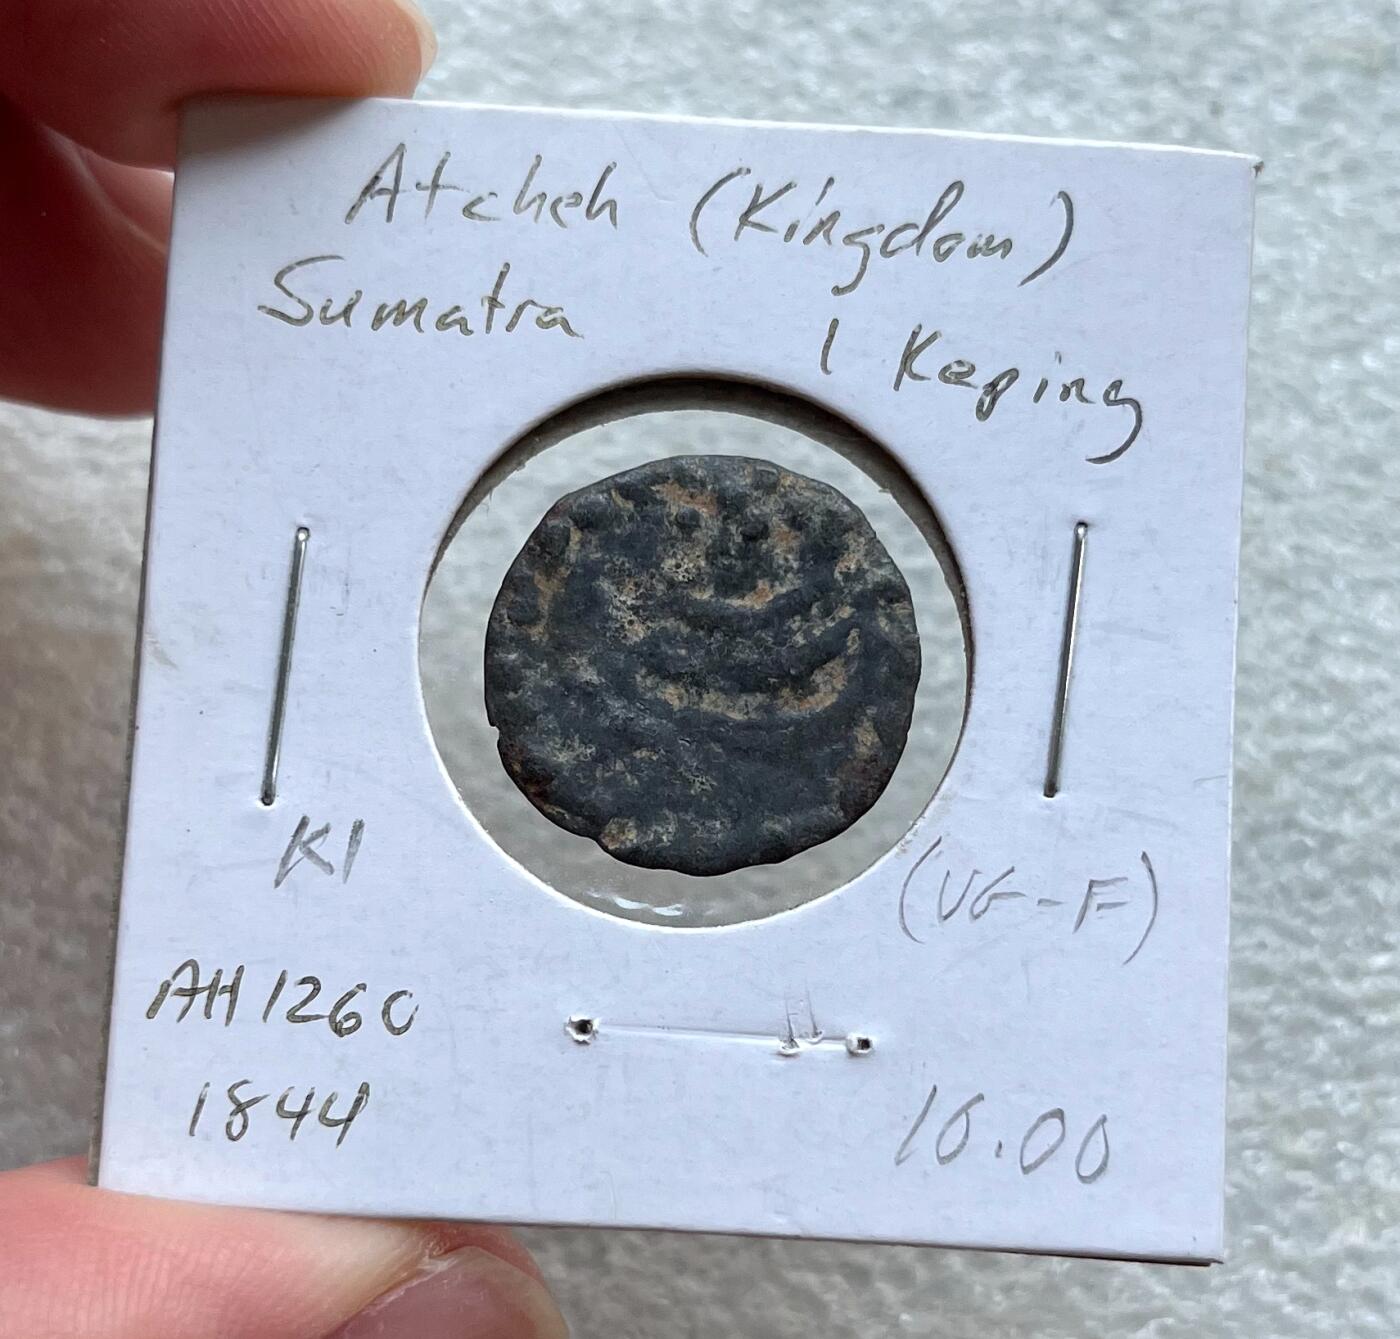 Atcheh (Kingdom)
Sumatra
1 Keping
K1
(VG-F)
AH 1260
1844
10.00